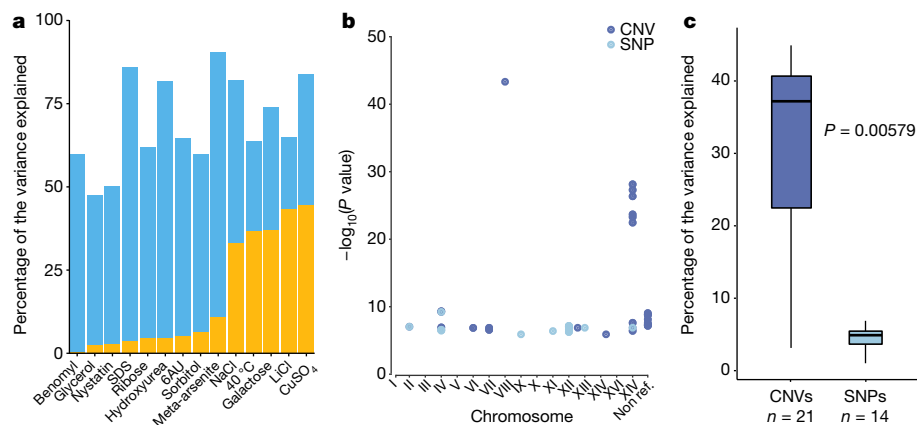 a
Percentage of the variance explained
100
75
50
25
0
Benomyl
Glycerol
Nystatin
SDS
Ribose
Hydroxyurea
6AU
Sorbitol
Meta-arsenite
NaCl
40 °C
Galactose
LiCl
CuSO4
b
CNV
SNP
−log10(P value)
50
40
30
20
10
0
I
II
III
IV
V
VI
VII
VIII
IX
X
XI
XII
XIII
XIV
XV
XVI
XIV
Non ref.
Chromosome
c
Percentage of the variance explained
40
30
20
10
0
P = 0.00579
CNVs
n = 21
SNPs
n = 14